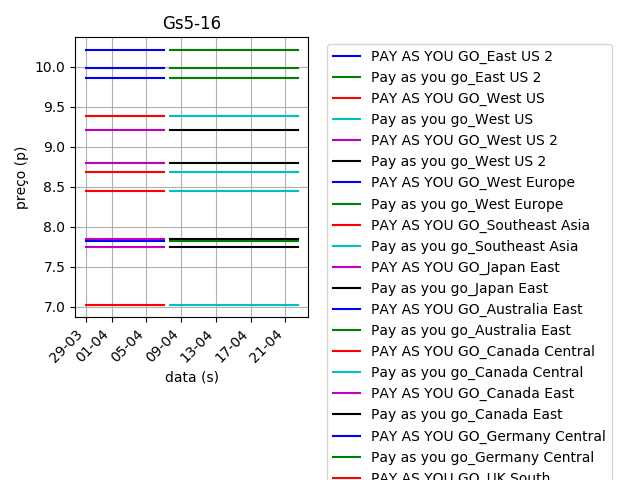 Gs5-16
preço (p)
10.0
9.5
9.0
8.5
8.0
7.5
7.0
29-03
01-04
05-04
09-04
13-04
17-04
21-04
data (s)
PAY AS YOU GO_East US 2
Pay as you go_East US 2
PAY AS YOU GO_West US
Pay as you go_West US
PAY AS YOU GO_West US 2
Pay as you go_West US 2
PAY AS YOU GO_West Europe
Pay as you go_West Europe
PAY AS YOU GO_Southeast Asia
Pay as you go_Southeast Asia
PAY AS YOU GO_Japan East
Pay as you go_Japan East
PAY AS YOU GO_Australia East
Pay as you go_Australia East
PAY AS YOU GO_Canada Central
Pay as you go_Canada Central
PAY AS YOU GO_Canada East
Pay as you go_Canada East
PAY AS YOU GO_Germany Central
Pay as you go_Germany Central
PAY AS YOU GO_UK South